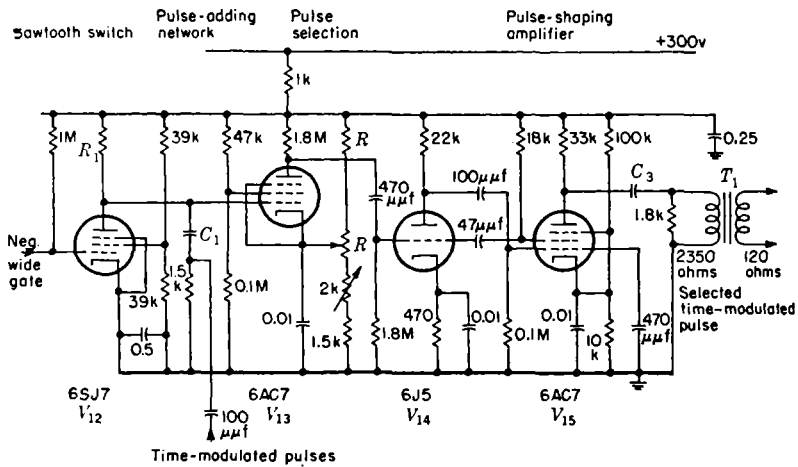 Sawtooth switch
Pulse-adding
network
Pulse
selection
Pulse-shaping
amplifier
+300v
1k
1M
R1
39k
47k
1.8M
R
22k
18k
33k
100k
0.25
C3
T1
470
μμf
100μμf
47μμf
1.8k
C1
R
Neg.
wide
gate
2350
ohms
120
ohms
Selected
time-modulated
pulse
39k
1.5
k
0.1M
2k
0.01
1.5k
1.8M
470
0.01
0.1M
0.01
10
k
470
μμf
0.5
6SJ7
V12
6AC7
V13
6J5
V14
6AC7
V15
100
μμf
Time-modulated pulses